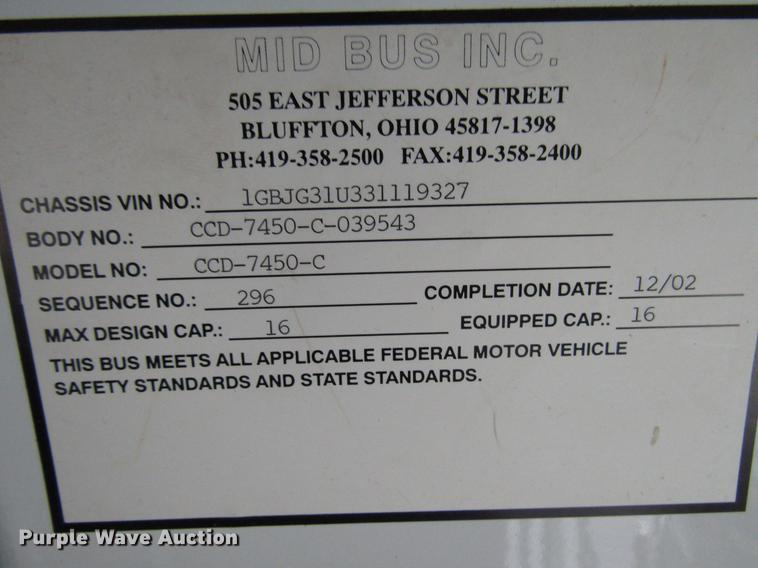 MID BUS INC.
505 EAST JEFFERSON STREET
BLUFFTON, OHIO 45817-1398
PH:419-358-2500 FAX:419-358-2400
CHASSIS VIN NO.: 1GBJG31U331119327
BODY NO.: CCD-7450-C-039543
MODEL NO: CCD-7450-C
SEQUENCE NO.: 296 COMPLETION DATE: 12/02
MAX DESIGN CAP.: 16 EQUIPPED CAP.: 16
THIS BUS MEETS ALL APPLICABLE FEDERAL MOTOR VEHICLE
SAFETY STANDARDS AND STATE STANDARDS.
Purple Wave Auction